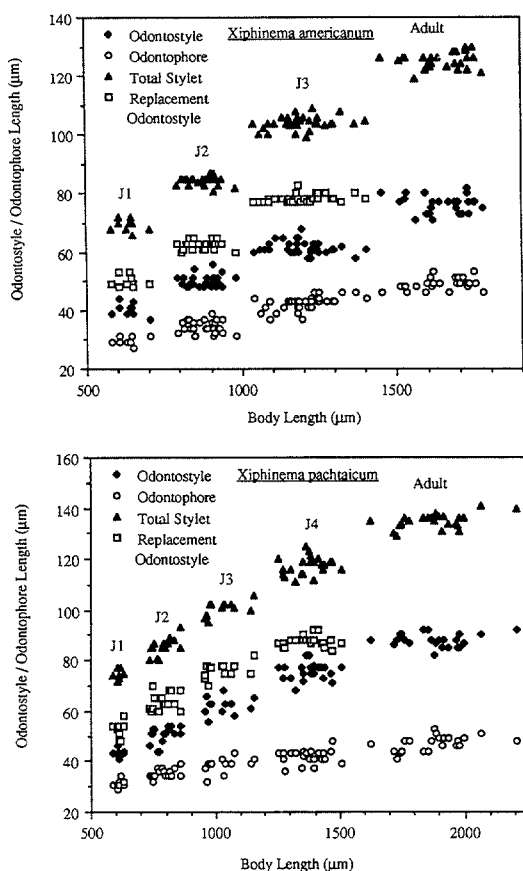 140
120
100
80
60
40
20
Odontostyle / Odontophore Length (µm)
Odontostyle
Odontophore
Total Stylet
Replacement
Odontostyle
Xiphinema americanum
Adult
J3
J2
J1
500
1000
1500
2000
Body Length (µm)
160
140
120
100
80
60
40
20
Odontostyle / Odontophore Length (µm)
Odontostyle
Odontophore
Total Stylet
Replacement
Odontostyle
Xiphinema pachtaicum
Adult
J4
J3
J2
J1
500
1000
1500
2000
Body Length (µm)